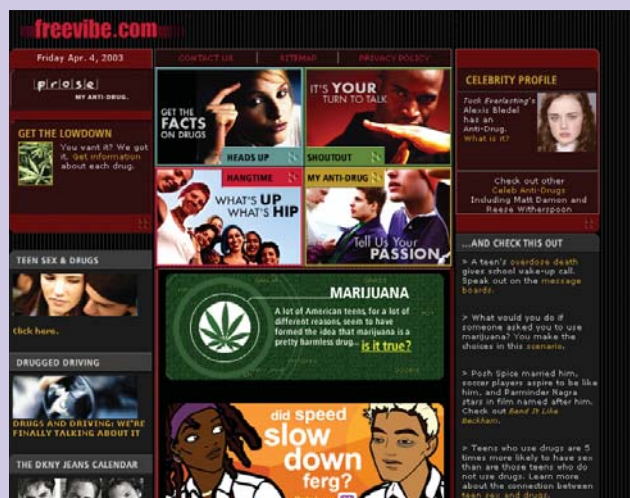 freevibe.com
Friday Apr. 4, 2003
CONTACT US
SITEMAP
PRIVACY POLICY
prose
MY ANTI-DRUG.
GET THE LOWDOWN
You want it? We got
it. Get information
about each drug.
TEEN SEX & DRUGS
click here.
DRUGGED DRIVING
DRUGS AND DRIVING: WE'RE
FINALLY TALKING ABOUT IT
THE DKNY JEANS CALENDAR
GET THE
FACTS
ON DRUGS
HEADS UP
IT'S YOUR
TURN TO TALK
SHOUTOUT
HANGTIME
WHAT'S UP
WHAT'S HIP
MY ANTI-DRUG
Tell Us Your
PASSION
MARIJUANA
A lot of American teens, for a lot of
different reasons, seem to have
formed the idea that marijuana is a
pretty harmless drug... is it true?
did speed
slow
down
ferg?
CELEBRITY PROFILE
Tuck Everlasting's
Alexis Bledel
has an
Anti-Drug.
What is it?
Check out other
Celeb Anti-Drugs
Including Matt Damon and
Reese Witherspoon
...AND CHECK THIS OUT
> A teen's overdose death
gives school wake-up call.
Speak out on the message
boards.
> What would you do if
someone asked you to use
marijuana? You make the
choices in this scenario.
> Posh Spice married him,
soccer players aspire to be like
him, and Parminder Nagra
stars in film named after him.
Check out Bend It Like
Beckham.
> Teens who use drugs are 5
times more likely to have sex
than are those teens who do
not use drugs. Learn more
about the connection between
teen sex and drugs.